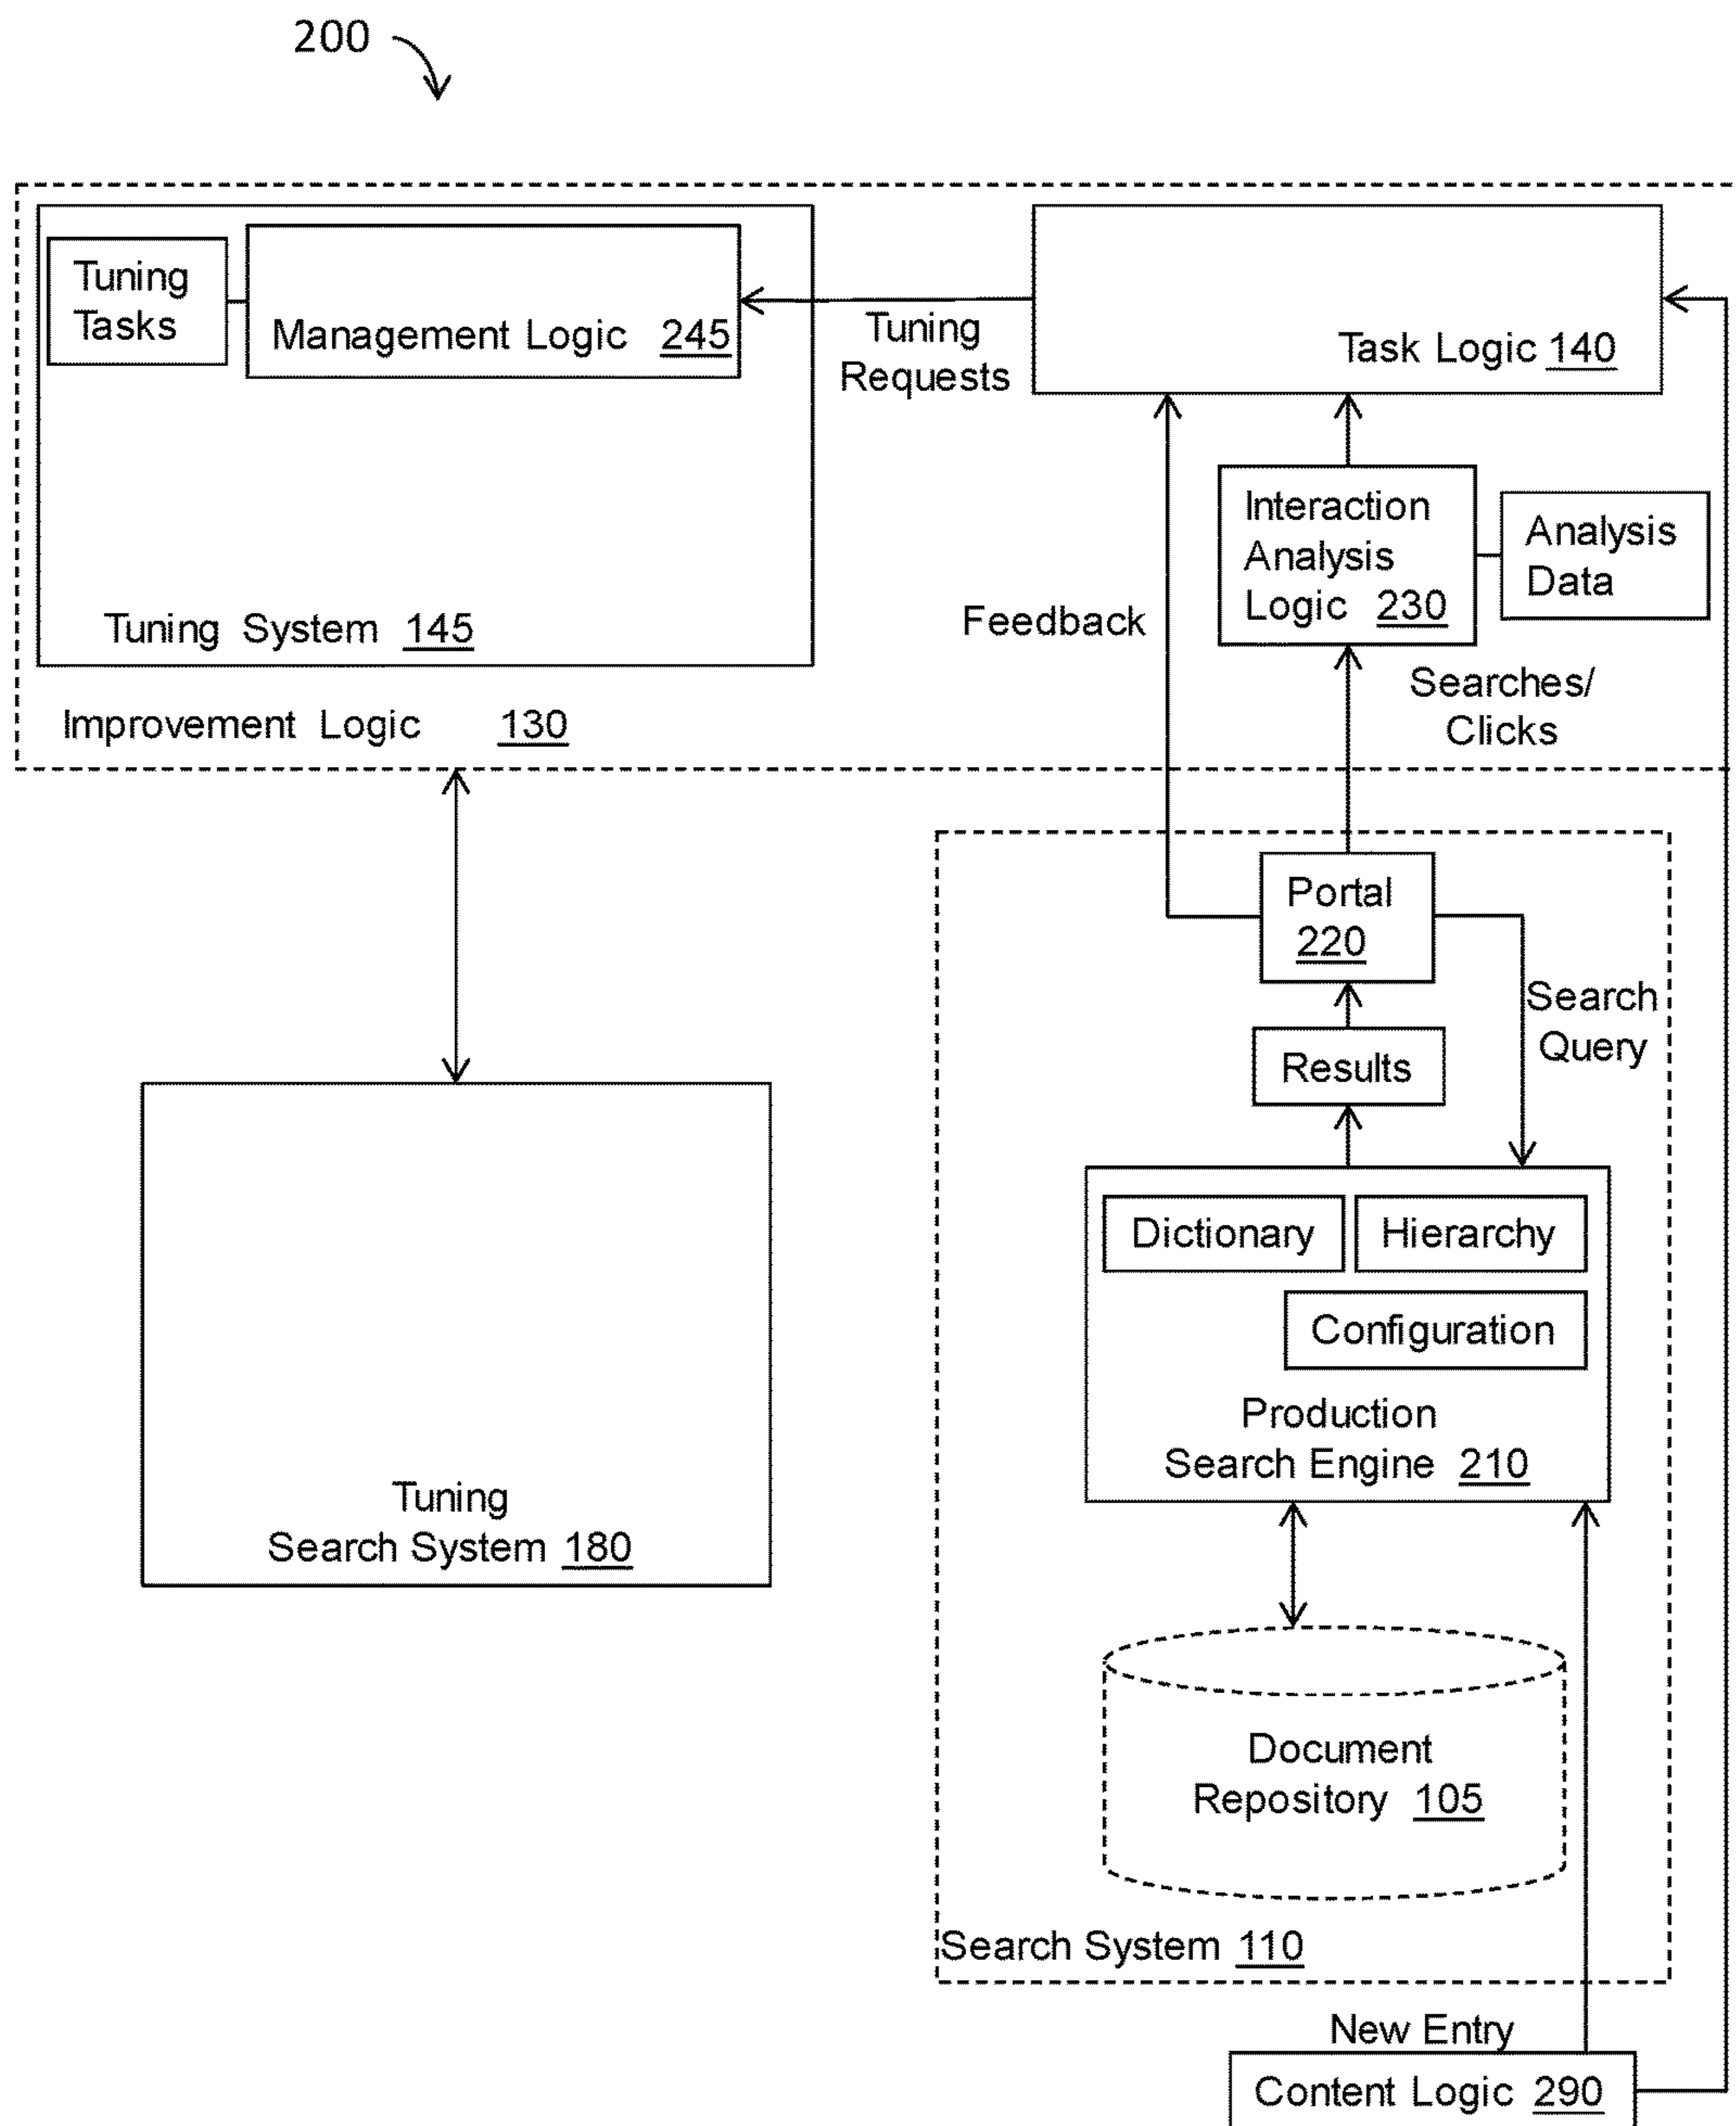 200
Tuning
Tasks
Management Logic 245
Tuning
Requests
Task Logic 140
Interaction
Analysis
Logic 230
Analysis
Data
Feedback
Tuning System 145
Searches/
Clicks
Improvement Logic 130
Portal
220
Search
Query
Results
Dictionary
Hierarchy
Configuration
Production
Search Engine 210
Tuning
Search System 180
Document
Repository 105
Search System 110
New Entry
Content Logic 290